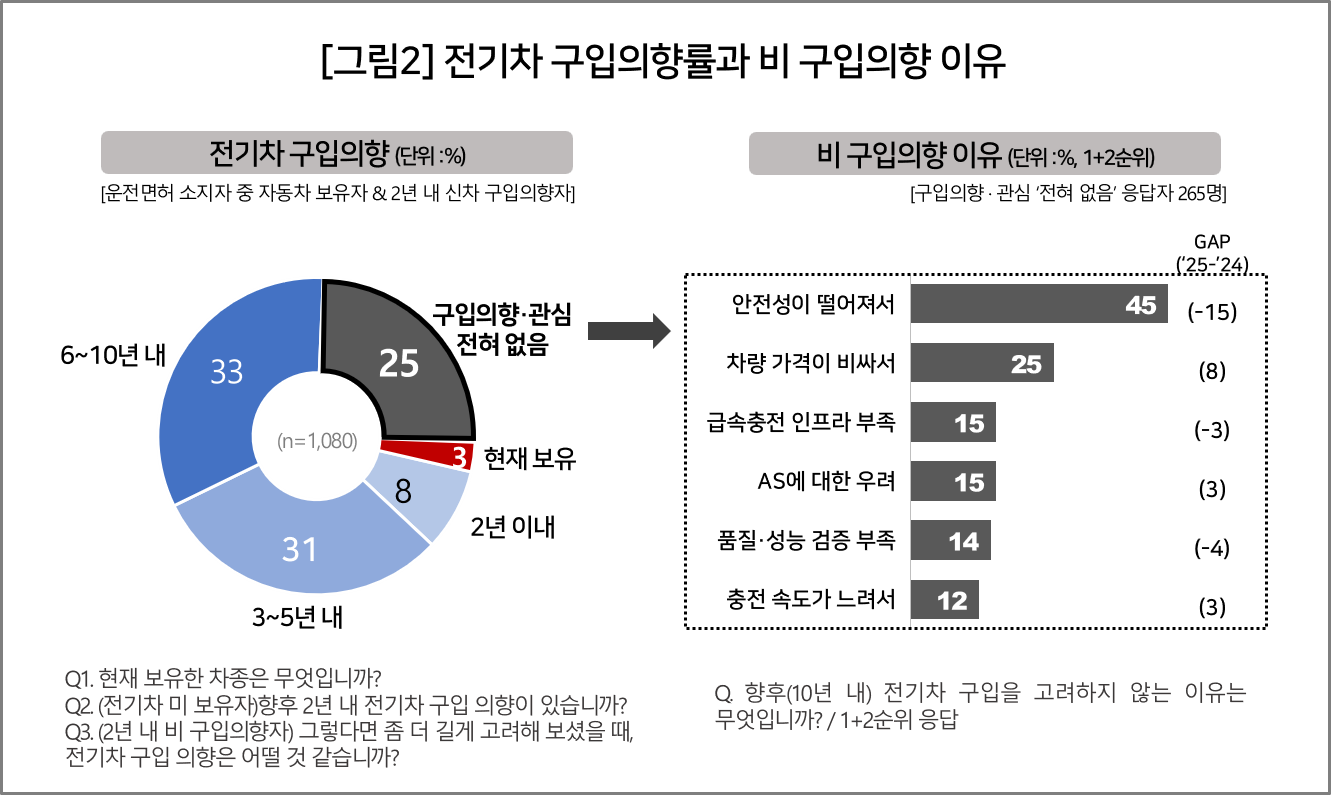 [그림2] 전기차 구입의향률과 비 구입의향 이유
전기차 구입의향 (단위 :%)
[운전면허 소지자 중 자동차 보유자 & 2년 내 신차 구입의향자]
구입의향·관심
전혀 없음
25
6~10년 내
33
(n=1,080)
3
현재 보유
8
2년 이내
31
3~5년 내
Q1. 현재 보유한 차종은 무엇입니까?
Q2. (전기차 미 보유자)향후 2년 내 전기차 구입 의향이 있습니까?
Q3. (2년 내 비 구입의향자) 그렇다면 좀 더 길게 고려해 보셨을 때,
전기차 구입 의향은 어떨 것 같습니까?
비 구입의향 이유 (단위 :%, 1+2순위)
[구입의향 · 관심 ‘전혀 없음’ 응답자 265명]
GAP
(‘25-’24)
안전성이 떨어져서 45 (-15)
차량 가격이 비싸서 25 (8)
급속충전 인프라 부족 15 (-3)
AS에 대한 우려 15 (3)
품질·성능 검증 부족 14 (-4)
충전 속도가 느려서 12 (3)
Q. 향후(10년 내) 전기차 구입을 고려하지 않는 이유는
무엇입니까? / 1+2순위 응답